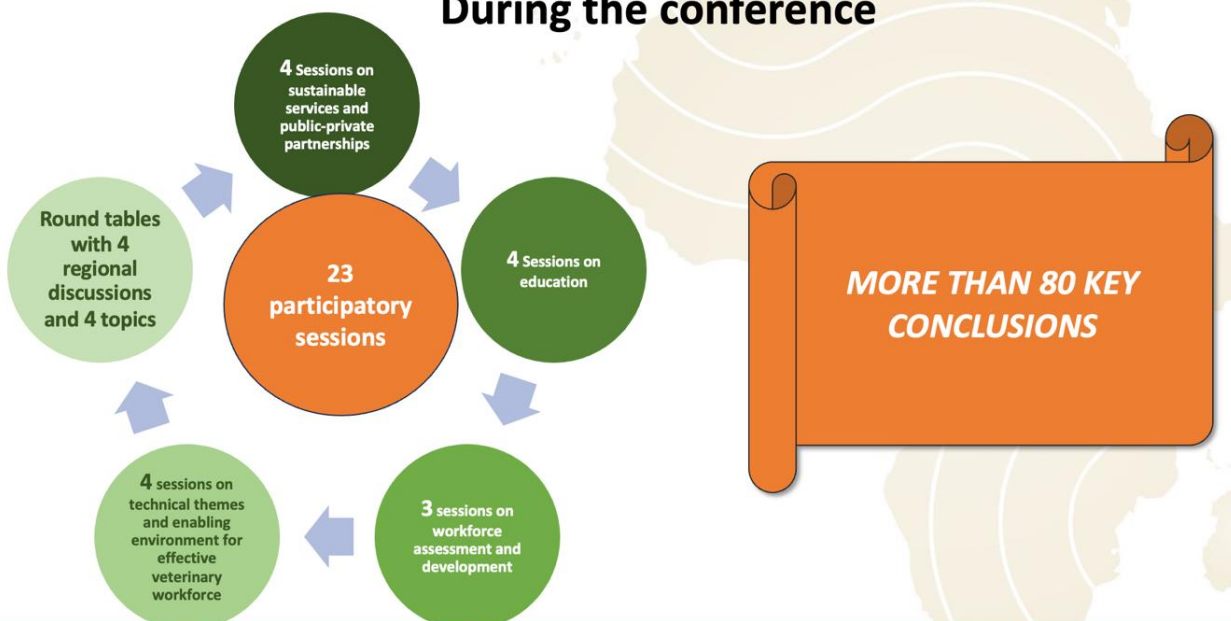 During the conference
4 Sessions on
sustainable
services and
public-private
partnerships
4 Sessions on
education
3 sessions on
workforce
assessment and
development
4 sessions on
technical themes
and enabling
environment for
effective
veterinary
workforce
Round tables
with 4
regional
discussions
and 4 topics
23
participatory
sessions
MORE THAN 80 KEY
CONCLUSIONS